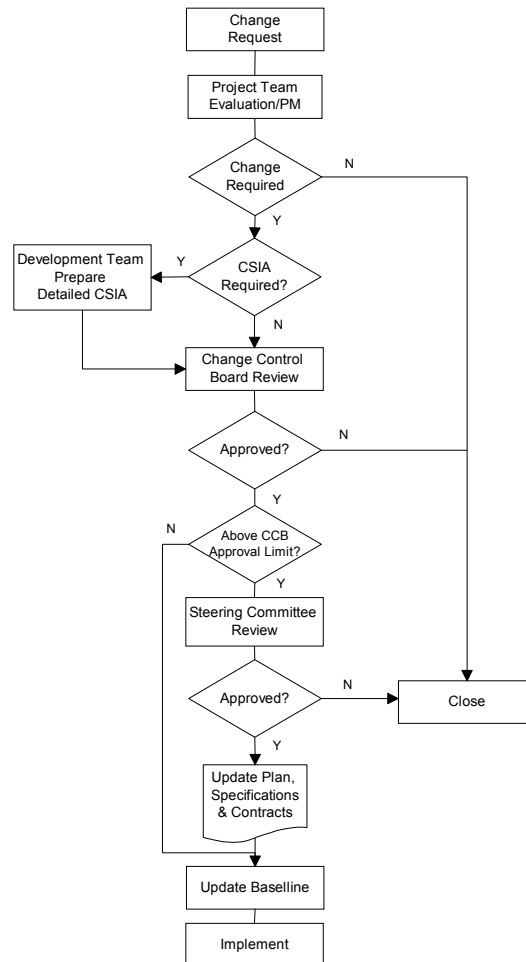 Change
Request
Project Team
Evaluation/PM
Change
Required
N
Y
Development Team
Prepare
Detailed CSIA
Y
CSIA
Required?
N
Change Control
Board Review
Approved?
N
Y
N
Above CCB
Approval Limit?
Y
Steering Committee
Review
Approved?
N
Close
Y
Update Plan,
Specifications
& Contracts
Update Baselline
Implement